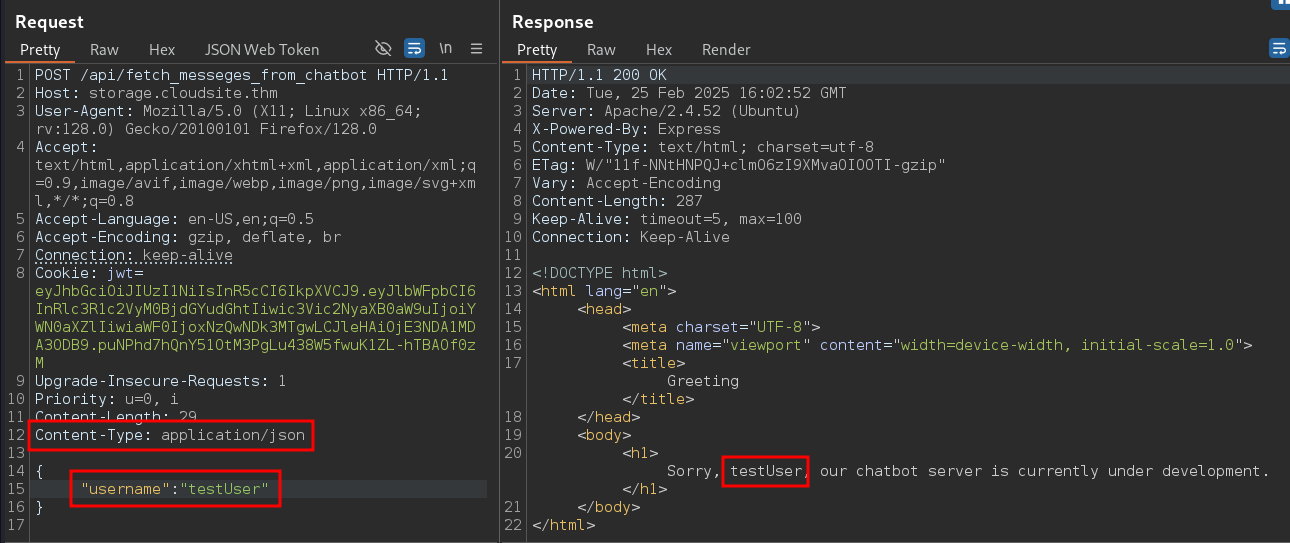 Request
Pretty Raw Hex JSON Web Token \n
1 POST /api/fetch_messeges_from_chatbot HTTP/1.1
2 Host: storage.cloudsite.thm
3 User-Agent: Mozilla/5.0 (X11; Linux x86_64;
rv:128.0) Gecko/20100101 Firefox/128.0
4 Accept:
text/html,application/xhtml+xml,application/xml;q
=0.9,image/avif,image/webp,image/png,image/svg+xm
l,*/*;q=0.8
5 Accept-Language: en-US,en;q=0.5
6 Accept-Encoding: gzip, deflate, br
7 Connection: keep-alive
8 Cookie: jwt=
eyJhbGciOiJIUzI1NiIsInR5cCI6IkpXVCJ9.eyJlbWFpbCI6
InRlc3R1c2VyM0BjdGYudGhtIiwic3Vic2NyaXB0aW9uIjoiY
WN0aXZlIiwiaWF0IjoxNzQwNDk3MTgwLCJleHAiOjE3NDA1MD
A3ODB9.puNPhd7hQnY51OtM3PgLu438W5fwuK1ZL-hTBAOf0z
M
9 Upgrade-Insecure-Requests: 1
10 Priority: u=0, i
11 Content-Length: 29
12 Content-Type: application/json
13
14 {
15 "username":"testUser"
16 }
17
Response
Pretty Raw Hex Render
1 HTTP/1.1 200 OK
2 Date: Tue, 25 Feb 2025 16:02:52 GMT
3 Server: Apache/2.4.52 (Ubuntu)
4 X-Powered-By: Express
5 Content-Type: text/html; charset=utf-8
6 ETag: W/"11f-NNtHNPQJ+clmO6zI9XMvaOIOOTI-gzip"
7 Vary: Accept-Encoding
8 Content-Length: 287
9 Keep-Alive: timeout=5, max=100
10 Connection: Keep-Alive
11
12 <!DOCTYPE html>
13 <html lang="en">
14 <head>
15 <meta charset="UTF-8">
16 <meta name="viewport" content="width=device-width, initial-scale=1.0">
17 <title>
Greeting
</title>
18 </head>
19 <body>
20 <h1>
Sorry, testUser, our chatbot server is currently under development.
</h1>
21 </body>
22 </html>